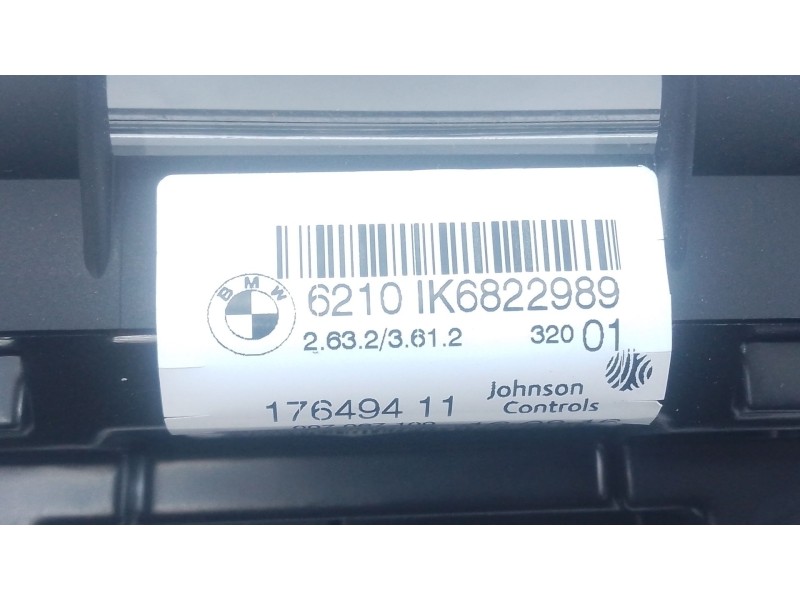 BMW
6210 IK6822989
2.63.2/3.61.2 320 01
176494 11 Johnson
Controls